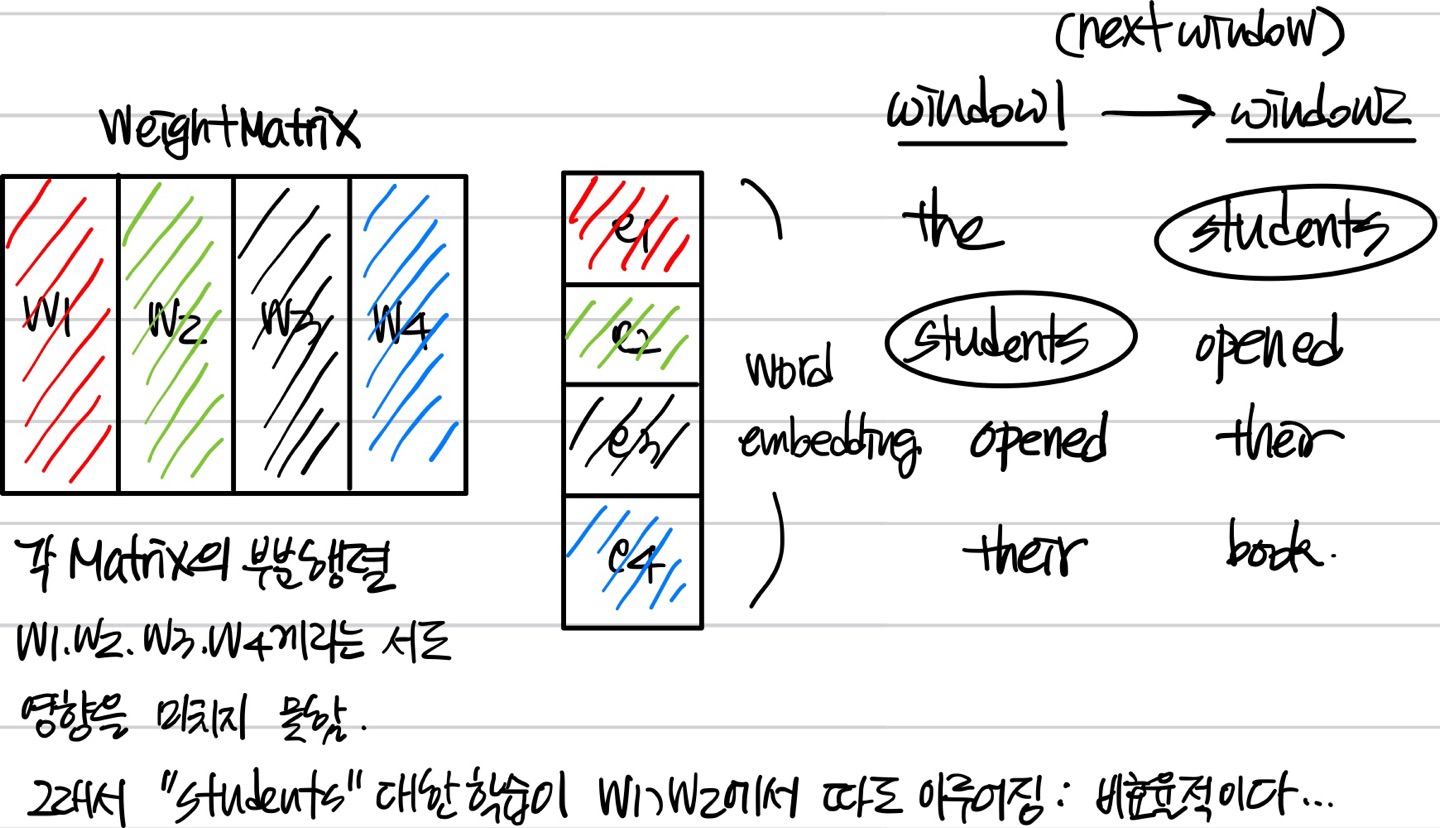 (next window)
WeightMatrix
window1 → window2
W1 W2 W3 W4
e1
e2
e3
e4
word
embedding
the
students
opened
their
students
opened
their
book.
각 Matrix의 부분행렬
W1.W2.W3.W4끼리는 서로
영향을 미치지 못함.
그래서 "students" 대한 학습이 W1,W2에서 따로 이루어짐: 비효율적이다...